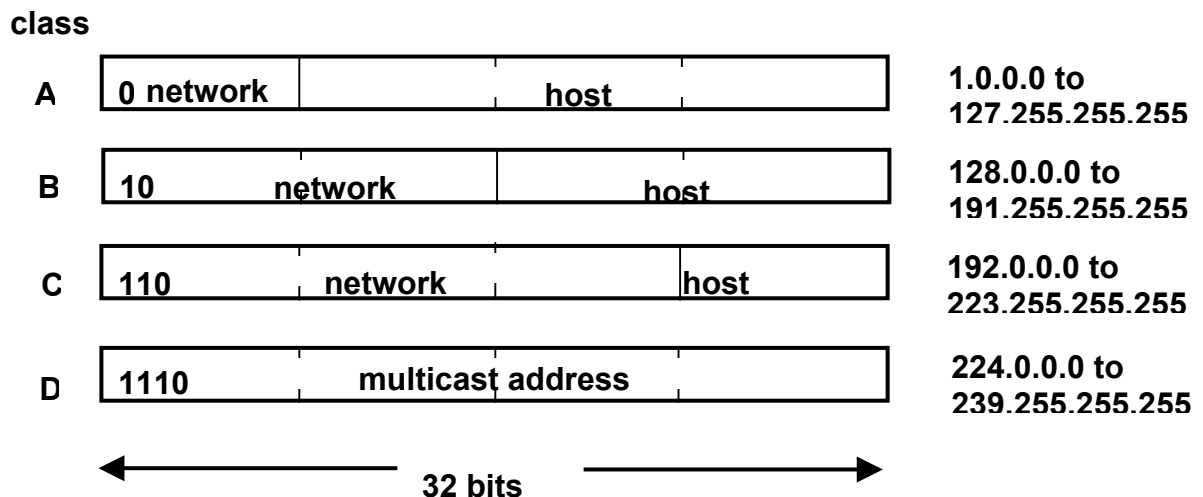 class
A
0 network
host
1.0.0.0 to
127.255.255.255
B
10
network
host
128.0.0.0 to
191.255.255.255
C
110
network
host
192.0.0.0 to
223.255.255.255
D
1110
multicast address
224.0.0.0 to
239.255.255.255
32 bits